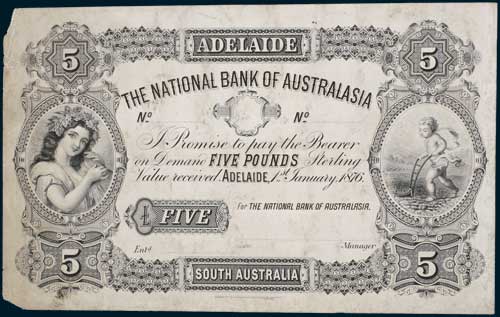 5 ADELAIDE 5
THE NATIONAL BANK OF AUSTRALASIA
No No
I Promise to pay the Bearer
on Demand FIVE POUNDS Sterling
Value received. ADELAIDE, 1st January, 1876.
For THE NATIONAL BANK OF AUSTRALASIA.
£ FIVE
Entd Manager
5 SOUTH AUSTRALIA 5